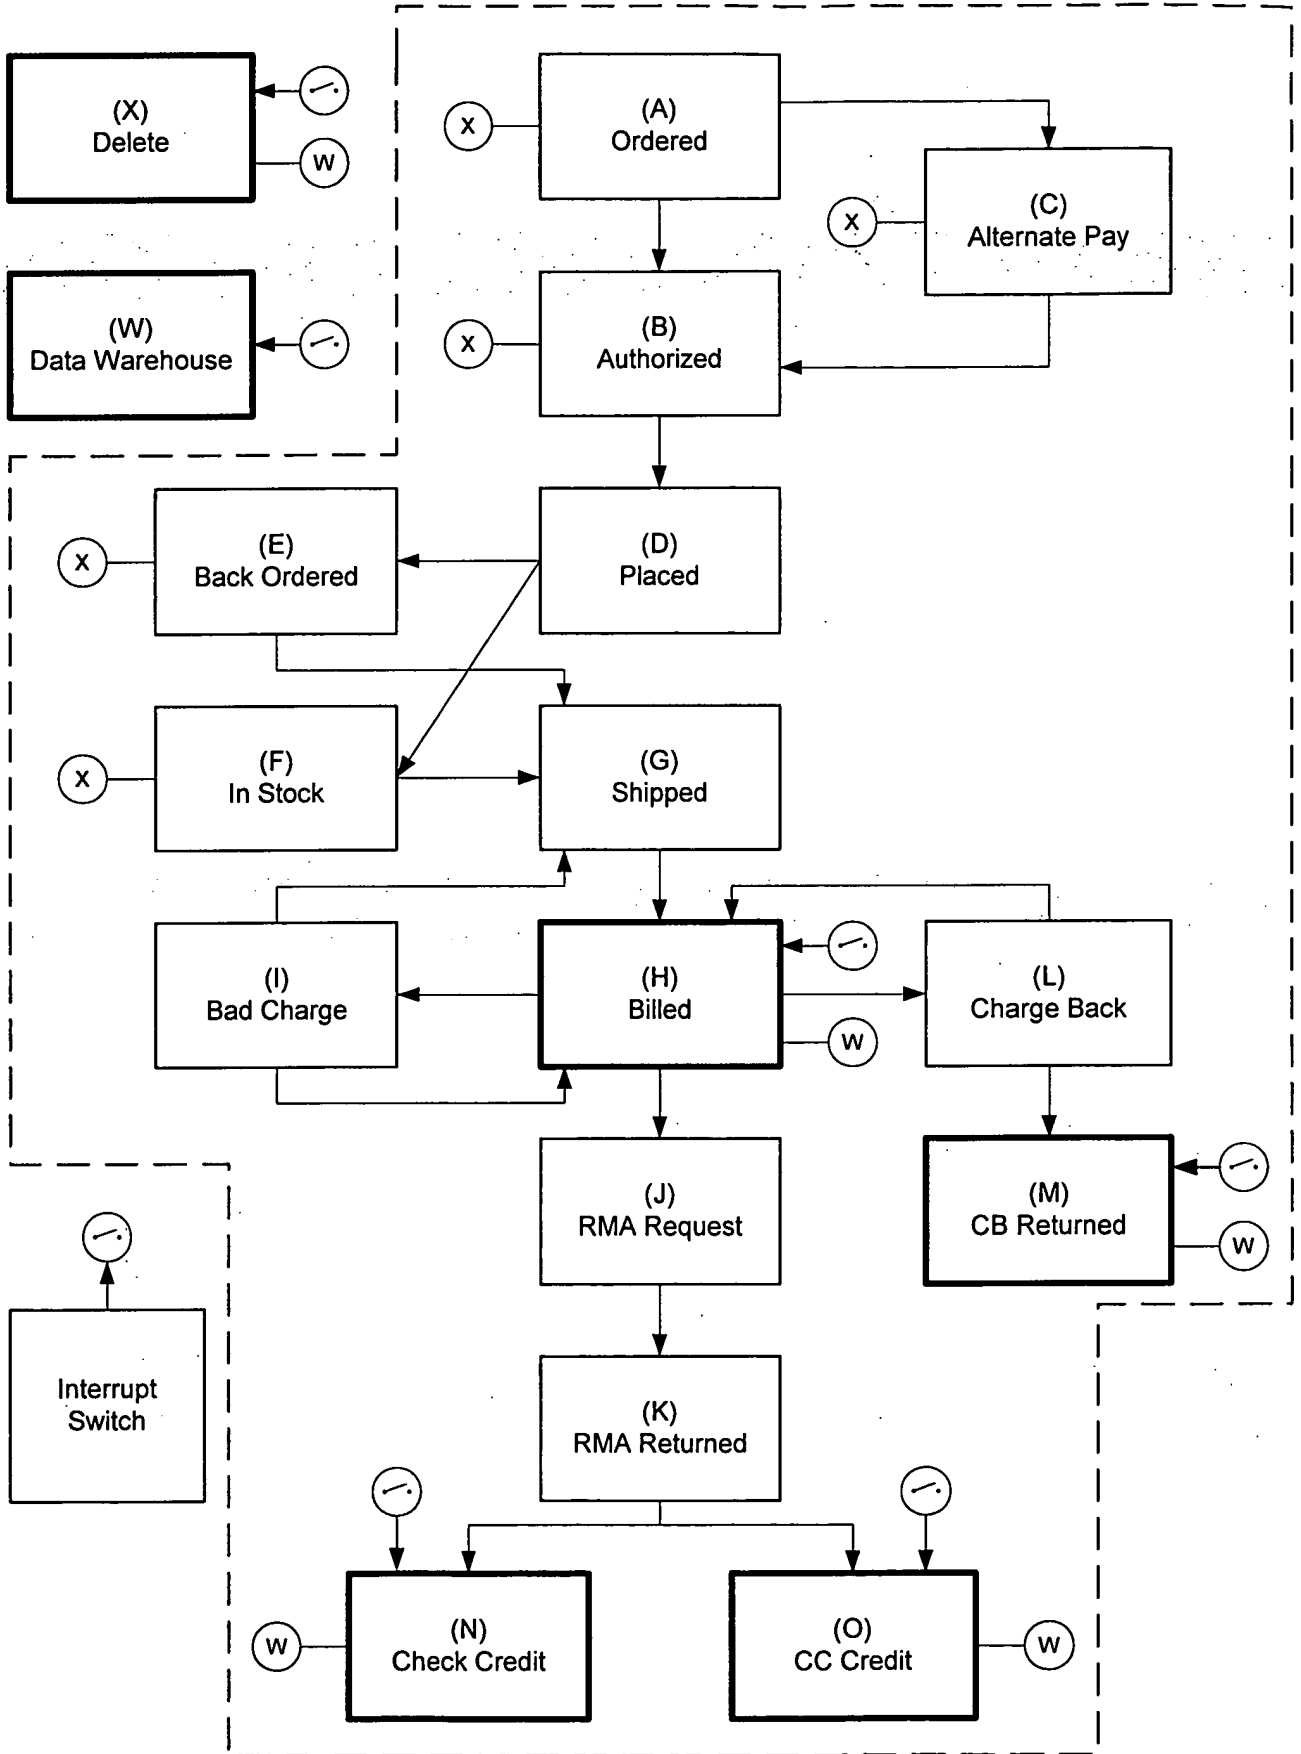 (X)
Delete
W
(W)
Data Warehouse
X
(A)
Ordered
X
(C)
Alternate Pay
X
(B)
Authorized
X
(E)
Back Ordered
(D)
Placed
X
(F)
In Stock
(G)
Shipped
(I)
Bad Charge
(H)
Billed
W
(L)
Charge Back
(J)
RMA Request
(M)
CB Returned
W
Interrupt
Switch
(K)
RMA Returned
W
(N)
Check Credit
(O)
CC Credit
W